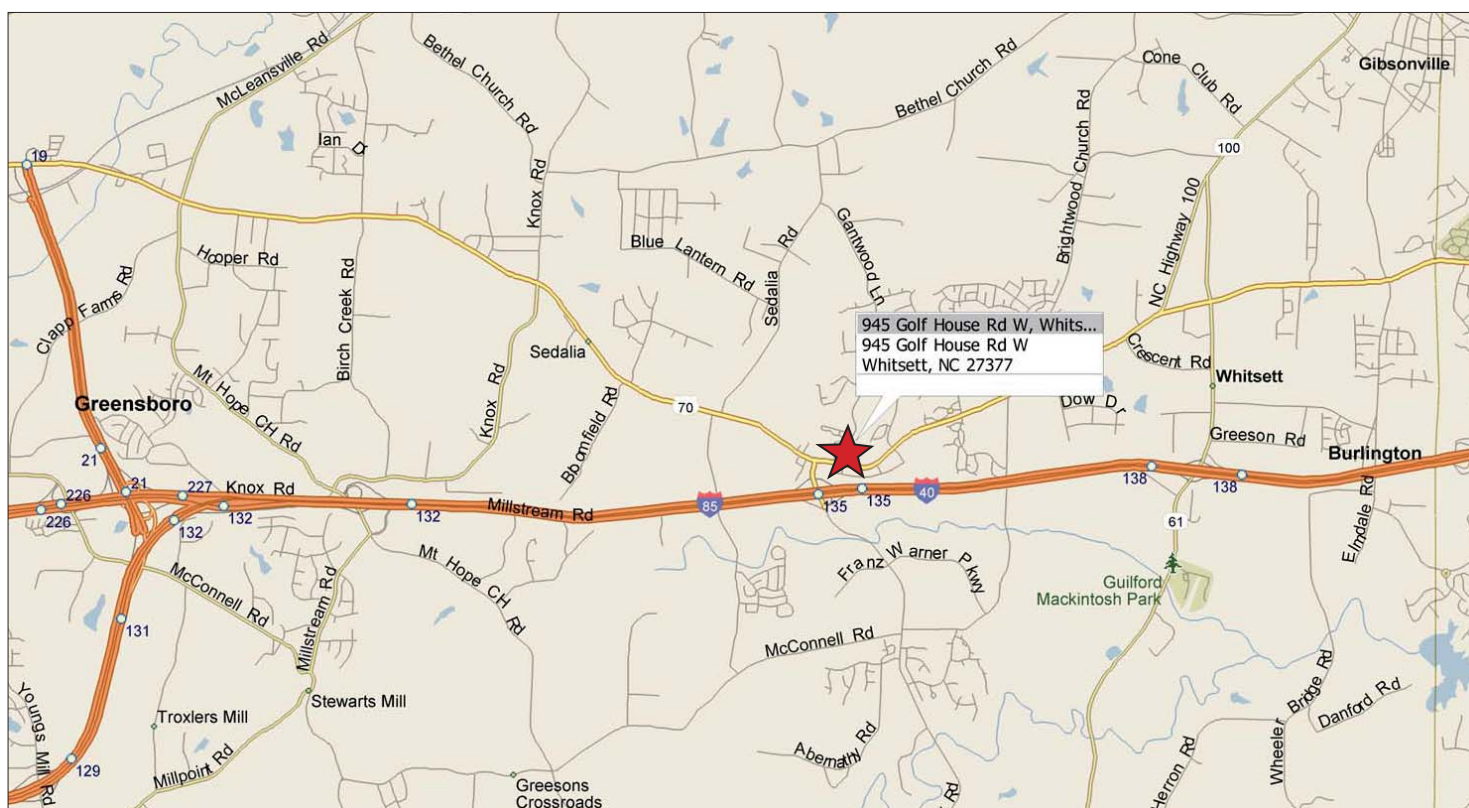 McLeansville Rd
Bethel Church Rd
Bethel Church Rd
Cone Club Rd
Gibsonville
Ian Dr
19
Knox Rd
Brightwood Church Rd
100
NC Highway 100
Hooper Rd
Clapp Farms Rd
Birch Creek Rd
Blue Lantern Rd
Sedalia Rd
Gantwood Ln
945 Golf House Rd W, Whits...
945 Golf House Rd W
Whitsett, NC 27377
Sedalia
Crescent Rd
Whitsett
Mt Hope CH Rd
Greensboro
Knox Rd
Bloomfield Rd
70
Dow Dr
Greeson Rd
Burlington
21
21
226
226
227
Knox Rd
132
132
132
Millstream Rd
85
135
135
40
138
138
61
Elmdale Rd
McConnell Rd
Millstream Rd
Mt Hope CH Rd
Franz Warner Pkwy
Guilford
Mackintosh Park
131
McConnell Rd
Stewarts Mill
Youngs Mill Rd
Troxlers Mill
129
Millpoint Rd
Greesons
Crossroads
Abernathy Rd
Rd
Herron Rd
Wheeler Bridge Rd
Danford Rd